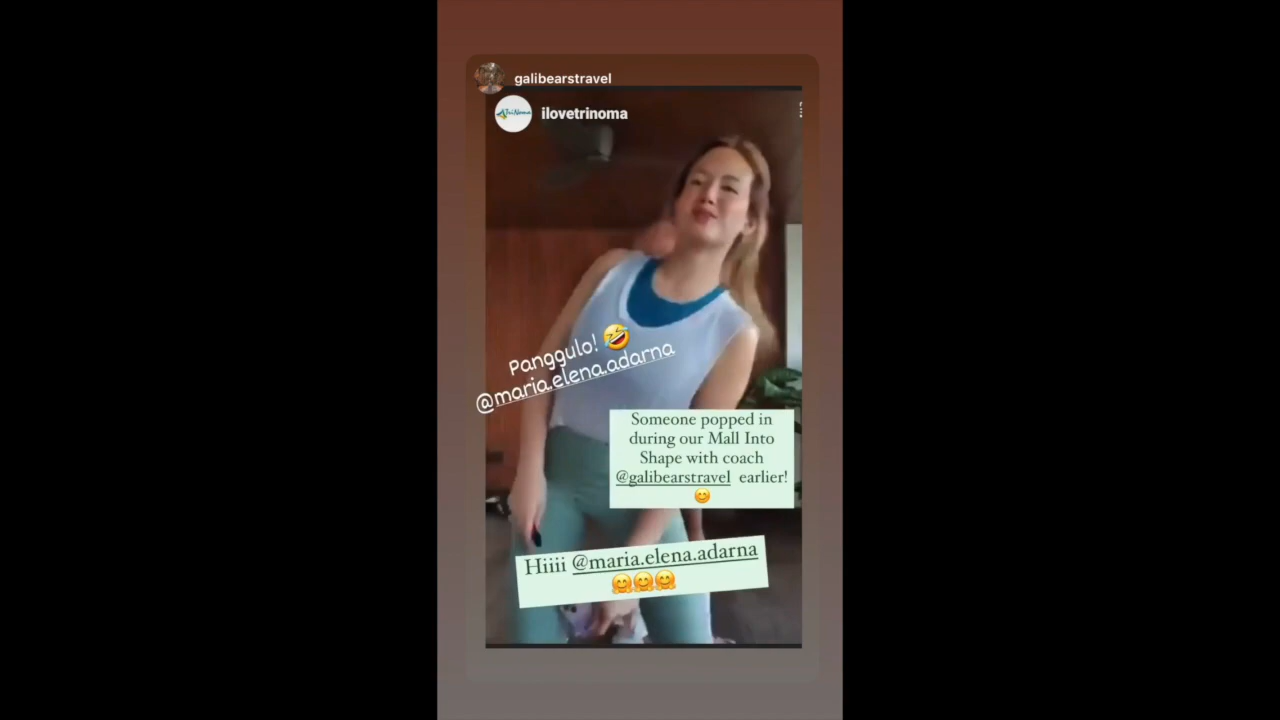 galibearstravel
TriNoma
ilovetrinoma
Panggulo! 🤣
@maria.elena.adarna
Someone popped in
during our Mall Into
Shape with coach
@galibearstravel earlier!
😊
Hiiii @maria.elena.adarna
🤗🤗🤗